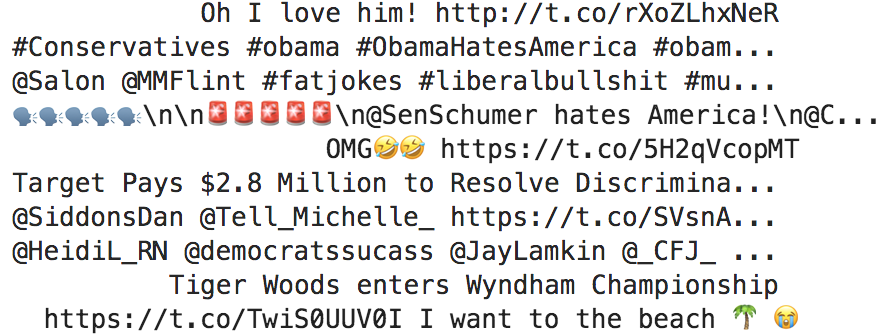 Oh I love him! http://t.co/rXoZLhxNeR
#Conservatives #obama #ObamaHatesAmerica #obam...
@Salon @MMFlint #fatjokes #liberalbullshit #mu...
🗣🗣🗣🗣🗣\n\n🚨🚨🚨🚨🚨\n@SenSchumer hates America!\n@C...
OMG🤣🤣 https://t.co/5H2qVcopMT
Target Pays $2.8 Million to Resolve Discrimina...
@SiddonsDan @Tell_Michelle_ https://t.co/SVsnA...
@HeidiL_RN @democratssucass @JayLamkin @_CFJ_ ...
Tiger Woods enters Wyndham Championship
https://t.co/TwiS0UUV0I I want to the beach 🌴 😭